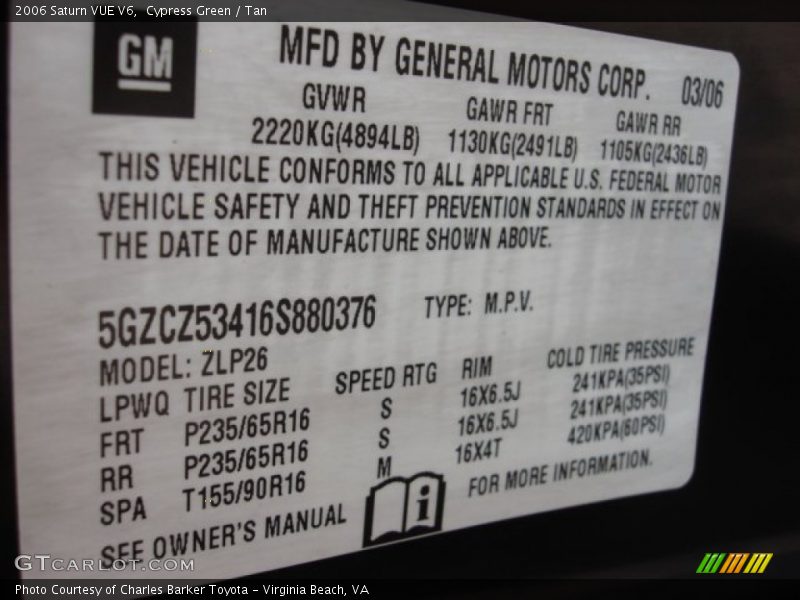 2006 Saturn VUE V6,  Cypress Green / Tan
GM
MFD BY GENERAL MOTORS CORP. 03/06
GVWR GAWR FRT GAWR RR
2220KG(4894LB) 1130KG(2491LB) 1105KG(2436LB)
THIS VEHICLE CONFORMS TO ALL APPLICABLE U.S. FEDERAL MOTOR
VEHICLE SAFETY AND THEFT PREVENTION STANDARDS IN EFFECT ON
THE DATE OF MANUFACTURE SHOWN ABOVE.
5GZCZ53416S880376 TYPE: M.P.V.
MODEL: ZLP26
LPWQ TIRE SIZE SPEED RTG RIM COLD TIRE PRESSURE
FRT P235/65R16 S 16X6.5J 241KPA(35PSI)
RR P235/65R16 S 16X6.5J 241KPA(35PSI)
SPA T155/90R16 M 16X4T 420KPA(60PSI)
SEE OWNER'S MANUAL i FOR MORE INFORMATION.
GTCARLOT.COM
Photo Courtesy of Charles Barker Toyota - Virginia Beach, VA